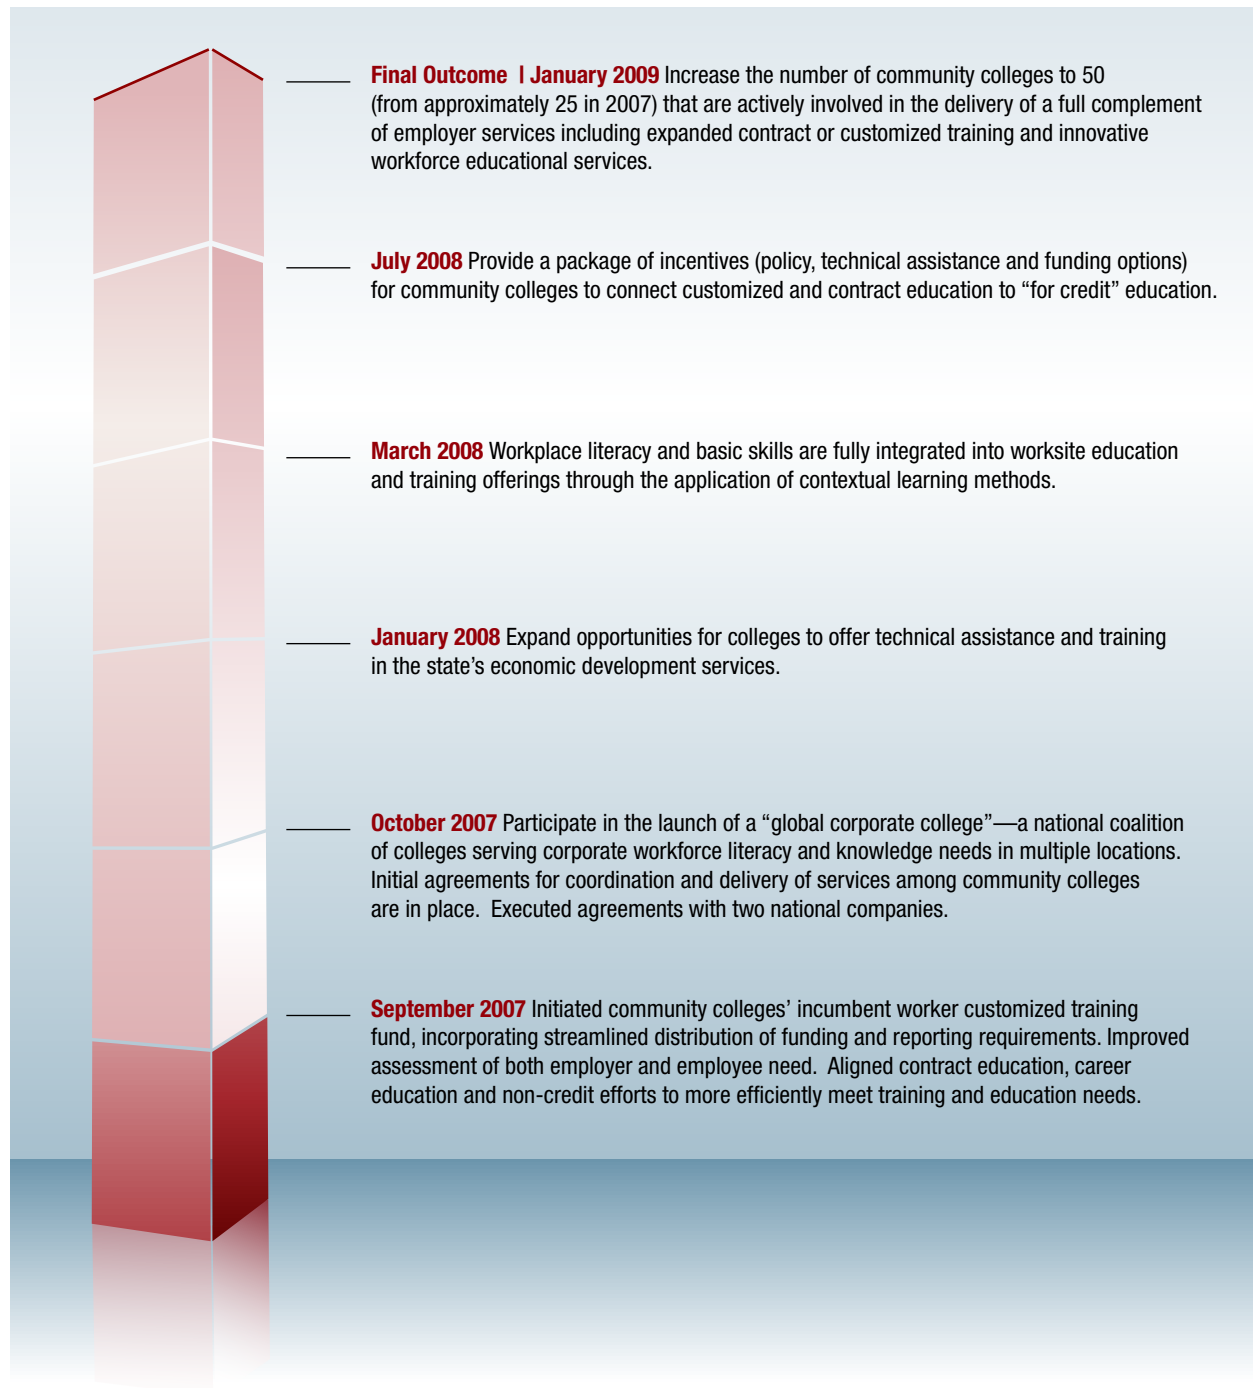 Final Outcome | January 2009 Increase the number of community colleges to 50
(from approximately 25 in 2007) that are actively involved in the delivery of a full complement
of employer services including expanded contract or customized training and innovative
workforce educational services.
July 2008 Provide a package of incentives (policy, technical assistance and funding options)
for community colleges to connect customized and contract education to “for credit” education.
March 2008 Workplace literacy and basic skills are fully integrated into worksite education
and training offerings through the application of contextual learning methods.
January 2008 Expand opportunities for colleges to offer technical assistance and training
in the state’s economic development services.
October 2007 Participate in the launch of a “global corporate college”—a national coalition
of colleges serving corporate workforce literacy and knowledge needs in multiple locations.
Initial agreements for coordination and delivery of services among community colleges
are in place.  Executed agreements with two national companies.
September 2007 Initiated community colleges’ incumbent worker customized training
fund, incorporating streamlined distribution of funding and reporting requirements. Improved
assessment of both employer and employee need.  Aligned contract education, career
education and non-credit efforts to more efficiently meet training and education needs.